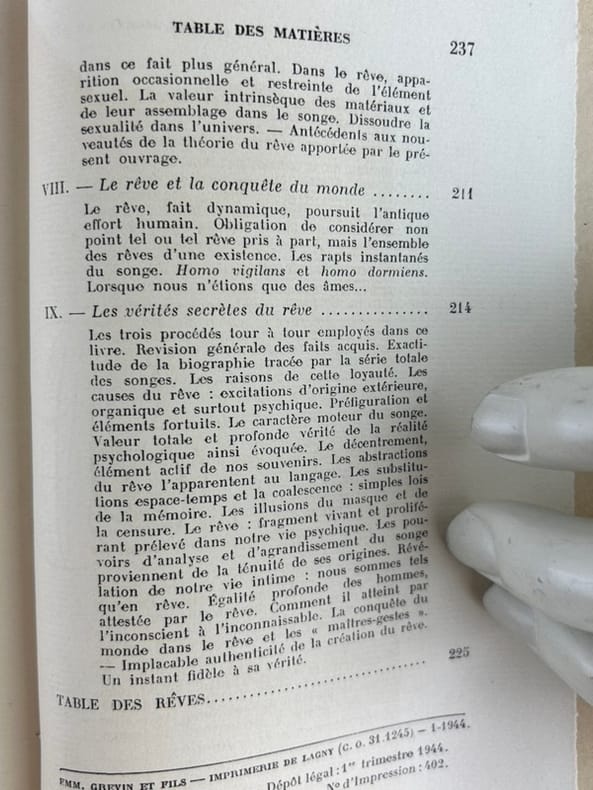 TABLE DES MATIÈRES 237
dans ce fait plus général. Dans le rêve, appa-
rition occasionnelle et restreinte de l'élément
sexuel. La valeur intrinsèque des matériaux et
de leur assemblage dans le songe. Dissoudre la
sexualité dans l'univers. — Antécédents aux nou-
veautés de la théorie du rêve apportée par le pré-
sent ouvrage.
VIII. — Le rêve et la conquête du monde ........ 211
Le rêve, fait dynamique, poursuit l'antique
effort humain. Obligation de considérer non
point tel ou tel rêve pris à part, mais l'ensemble
des rêves d'une existence. Les rapts instantanés
du songe. Homo vigilans et homo dormiens.
Lorsque nous n'étions que des âmes...
IX. — Les vérités secrètes du rêve ............... 214
Les trois procédés tour à tour employés dans ce
livre. Revision générale des faits acquis. Exacti-
tude de la biographie tracée par la série totale
des songes. Les raisons de cette loyauté. Les
causes du rêve : excitations d'origine extérieure,
organique et surtout psychique. Préfiguration et
éléments fortuits. Le caractère moteur du songe.
Valeur totale et profonde vérité de la réalité
psychologique ainsi évoquée. Le décentrement,
élément actif de nos souvenirs. Les abstractions
du rêve l'apparentent au langage. Les substitu-
tions espace-temps et la coalescence : simples lois
de la mémoire. Les illusions du masque et de
la censure. Le rêve : fragment vivant et prolifé-
rant prélevé dans notre vie psychique. Les pou-
voirs d'analyse et d'agrandissement du songe
proviennent de la ténuité de ses origines. Révé-
lation de notre vie intime : nous sommes tels
qu'en rêve. Égalité profonde des hommes,
attestée par le rêve. Comment il atteint par
l'inconscient à l'inconnaissable. La conquête du
monde dans le rêve et les « maîtres-gestes ».
— Implacable authenticité de la création du rêve.
Un instant fidèle à sa vérité.
TABLE DES RÊVES................................ 225
EMM. GREVIN ET FILS — IMPRIMERIE DE LAGNY (C. O. 31.1245) — 1-1944.
Dépôt légal : 1er trimestre 1944.
N° d'Impression : 402.